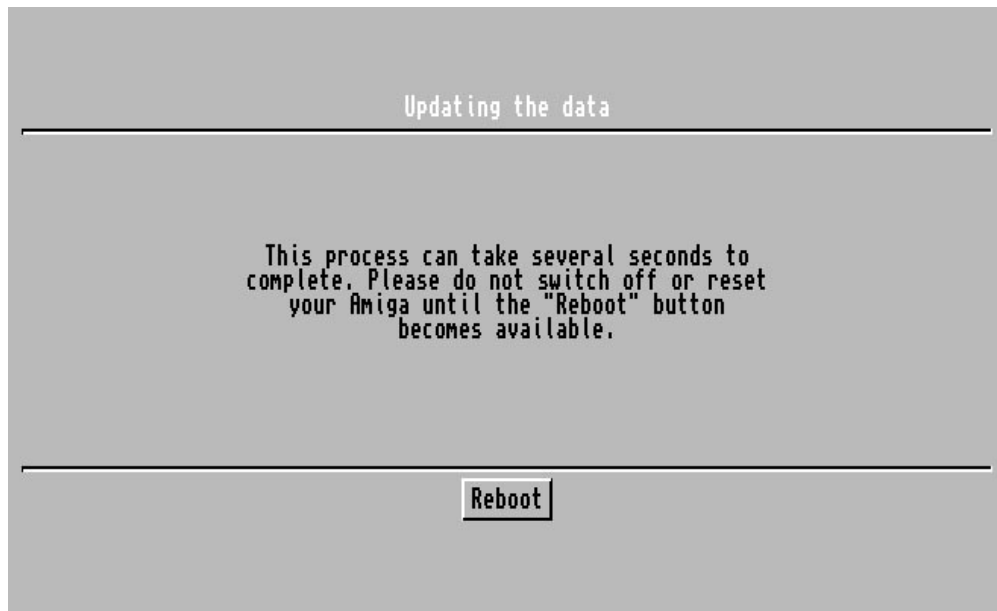 Updating the data
This process can take several seconds to
complete. Please do not switch off or reset
your Amiga until the "Reboot" button
becomes available.
Reboot